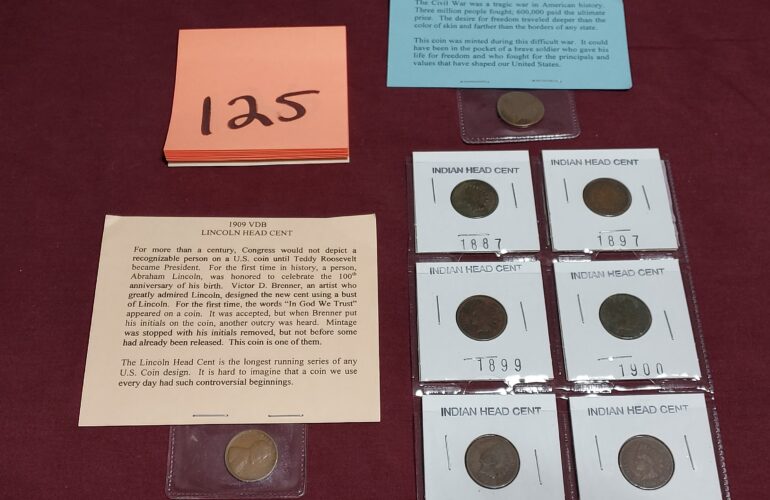 The Civil War was a tragic war in American history.
Three million people fought; 600,000 paid the ultimate
price. The desire for freedom traveled deeper than the
color of skin and farther than the borders of any state.
This coin was minted during this difficult war. It could
have been in the pocket of a brave soldier who gave his
life for freedom and who fought for the principals and
values that have shaped our United States.
125
INDIAN HEAD CENT
1887
INDIAN HEAD CENT
1897
1909 VDB
LINCOLN HEAD CENT
For more than a century, Congress would not depict a
recognizable person on a U.S. coin until Teddy Roosevelt
became President. For the first time in history, a person,
Abraham Lincoln, was honored to celebrate the 100th
anniversary of his birth. Victor D. Brenner, an artist who
greatly admired Lincoln, designed the new cent using a bust
of Lincoln. For the first time, the words "In God We Trust"
appeared on a coin. It was accepted, but when Brenner put
his initials on the coin, another outcry was heard. Mintage
was stopped with his initials removed, but not before some
had already been released. This coin is one of them.
The Lincoln Head Cent is the longest running series of any
U.S. Coin design. It is hard to imagine that a coin we use
every day had such controversial beginnings.
INDIAN HEAD CENT
1899
INDIAN HEAD CENT
1900
INDIAN HEAD CENT
INDIAN HEAD CENT